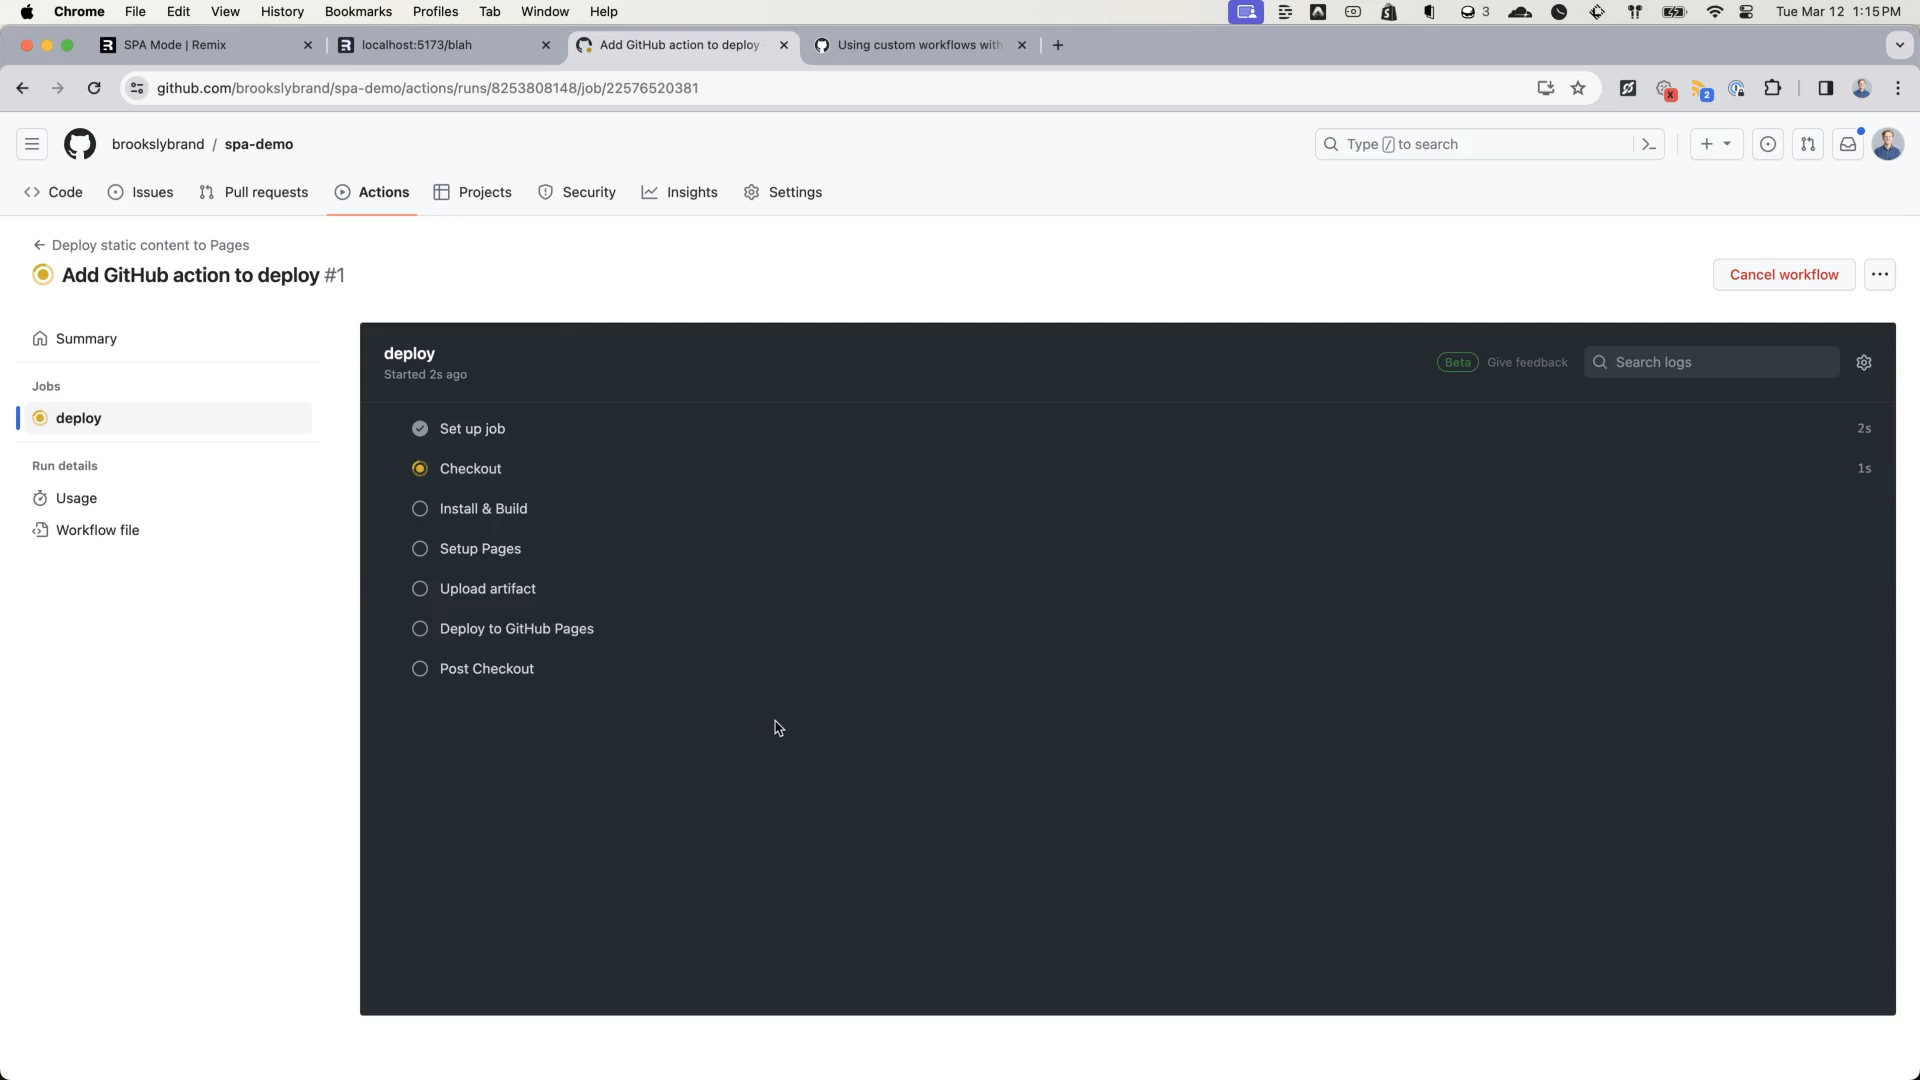 Chrome File Edit View History Bookmarks Profiles Tab Window Help 3 Tue Mar 12 1:15 PM
SPA Mode | Remix localhost:5173/blah Add GitHub action to deploy Using custom workflows with
github.com/brookslybrand/spa-demo/actions/runs/8253808148/job/22576520381 x 2
brookslybrand / spa-demo Type / to search
Code Issues Pull requests Actions Projects Security Insights Settings
Deploy static content to Pages
Add GitHub action to deploy #1 Cancel workflow
Summary
Jobs
deploy
Run details
Usage
Workflow file
deploy
Started 2s ago
Beta Give feedback Search logs
Set up job 2s
Checkout 1s
Install & Build
Setup Pages
Upload artifact
Deploy to GitHub Pages
Post Checkout